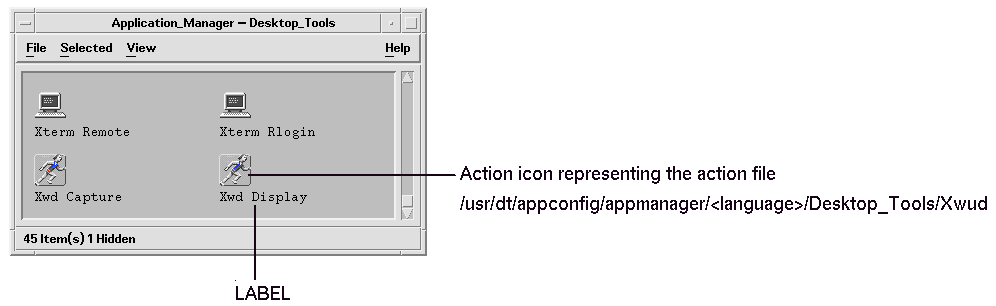 Application_Manager – Desktop_Tools
File Selected View Help
Xterm Remote Xterm Rlogin
Xwd Capture Xwd Display
45 Item(s) 1 Hidden
Action icon representing the action file
/usr/dt/appconfig/appmanager/<language>/Desktop_Tools/Xwud
LABEL